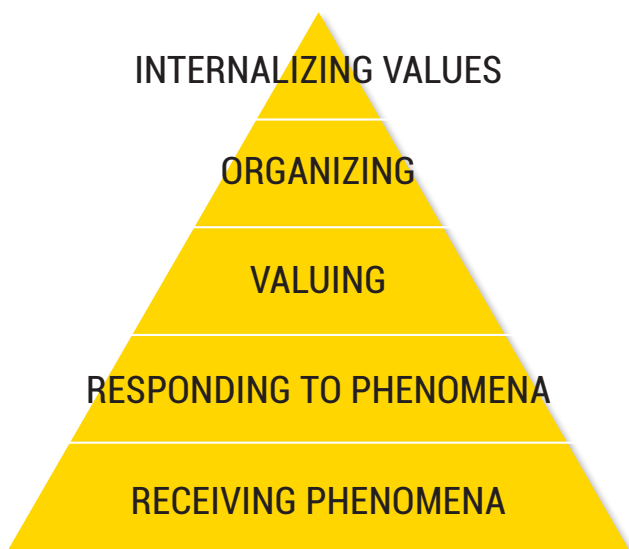 INTERNALIZING VALUES
ORGANIZING
VALUING
RESPONDING TO PHENOMENA
RECEIVING PHENOMENA